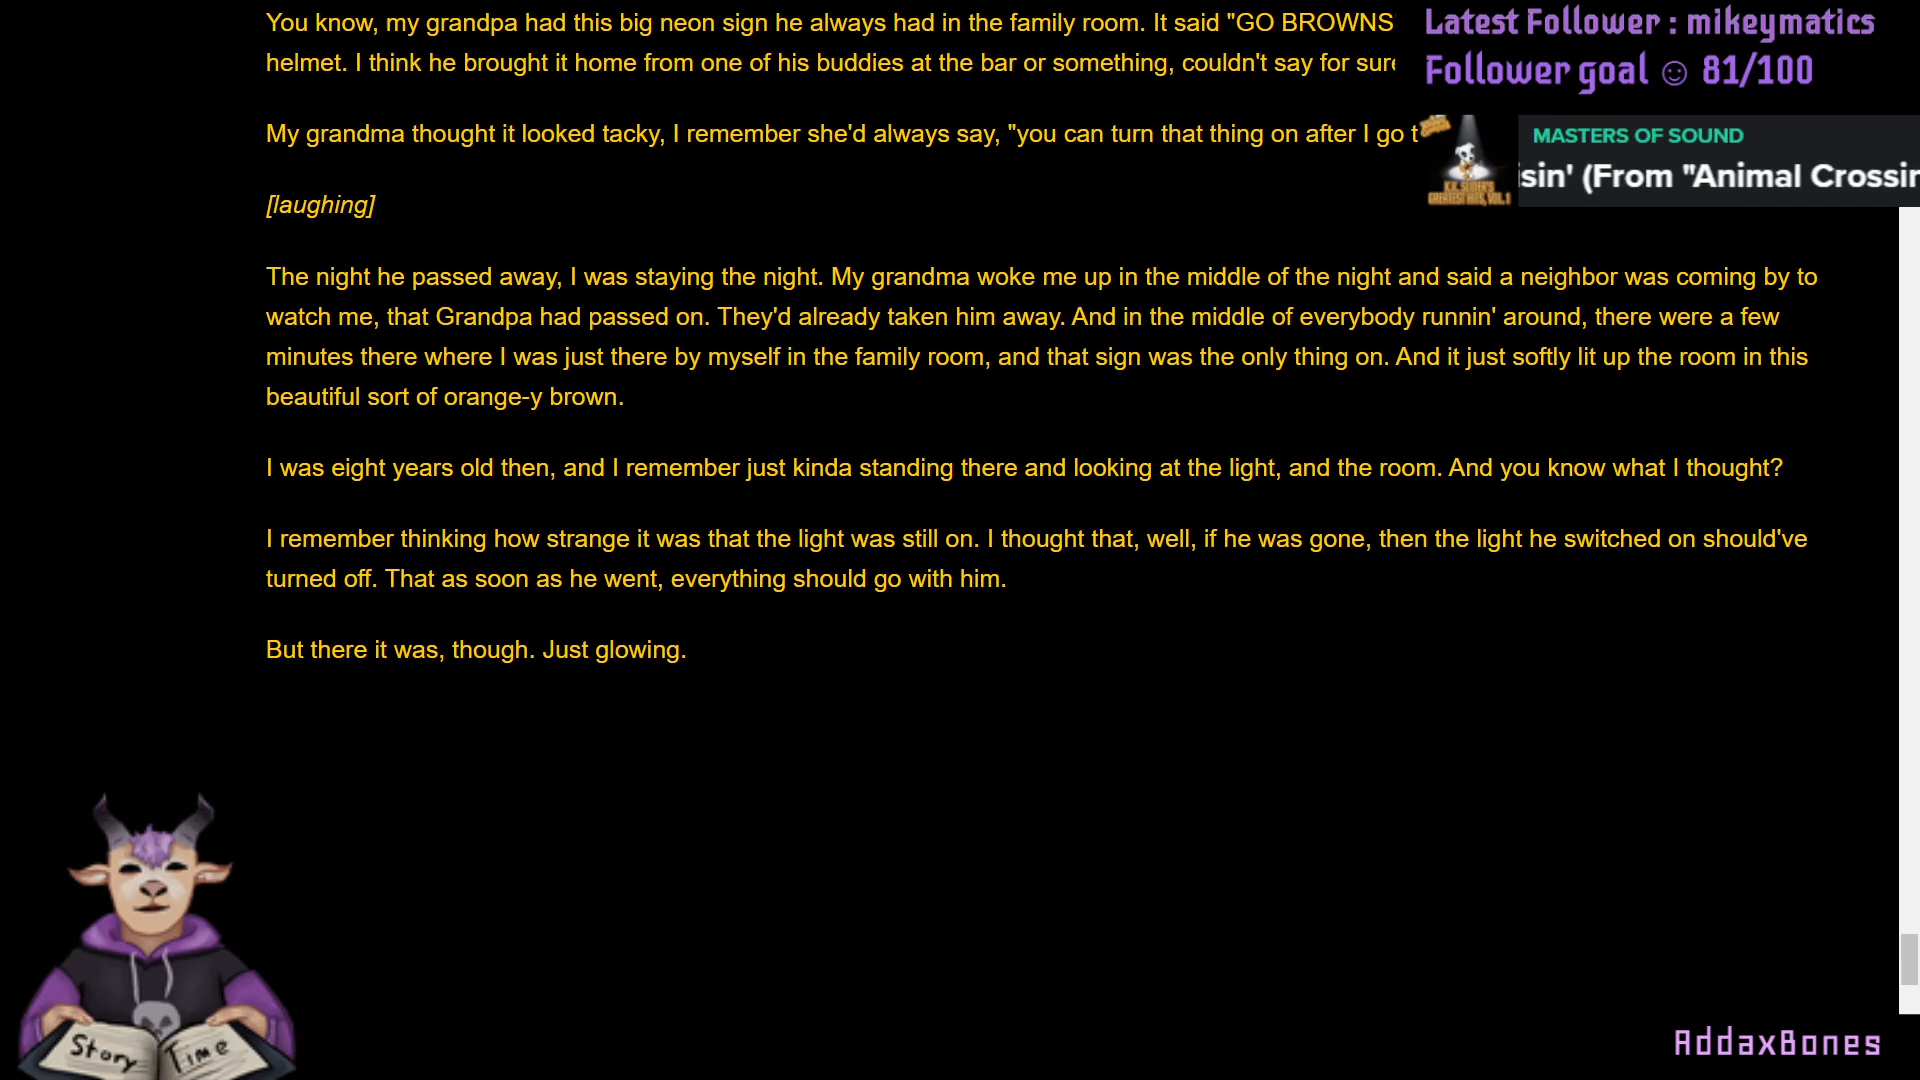 You know, my grandpa had this big neon sign he always had in the family room. It said "GO BROWNS
helmet. I think he brought it home from one of his buddies at the bar or something, couldn't say for sure
My grandma thought it looked tacky, I remember she'd always say, "you can turn that thing on after I go t
[laughing]
The night he passed away, I was staying the night. My grandma woke me up in the middle of the night and said a neighbor was coming by to
watch me, that Grandpa had passed on. They'd already taken him away. And in the middle of everybody runnin' around, there were a few
minutes there where I was just there by myself in the family room, and that sign was the only thing on. And it just softly lit up the room in this
beautiful sort of orange-y brown.
I was eight years old then, and I remember just kinda standing there and looking at the light, and the room. And you know what I thought?
I remember thinking how strange it was that the light was still on. I thought that, well, if he was gone, then the light he switched on should've
turned off. That as soon as he went, everything should go with him.
But there it was, though. Just glowing.
Latest Follower : mikeymatics
Follower goal ☺ 81/100
MASTERS OF SOUND
isin' (From "Animal Crossin
K.K. SLIDER'S
GREATEST HITS, VOL. 1
Story Time
AddaxBones